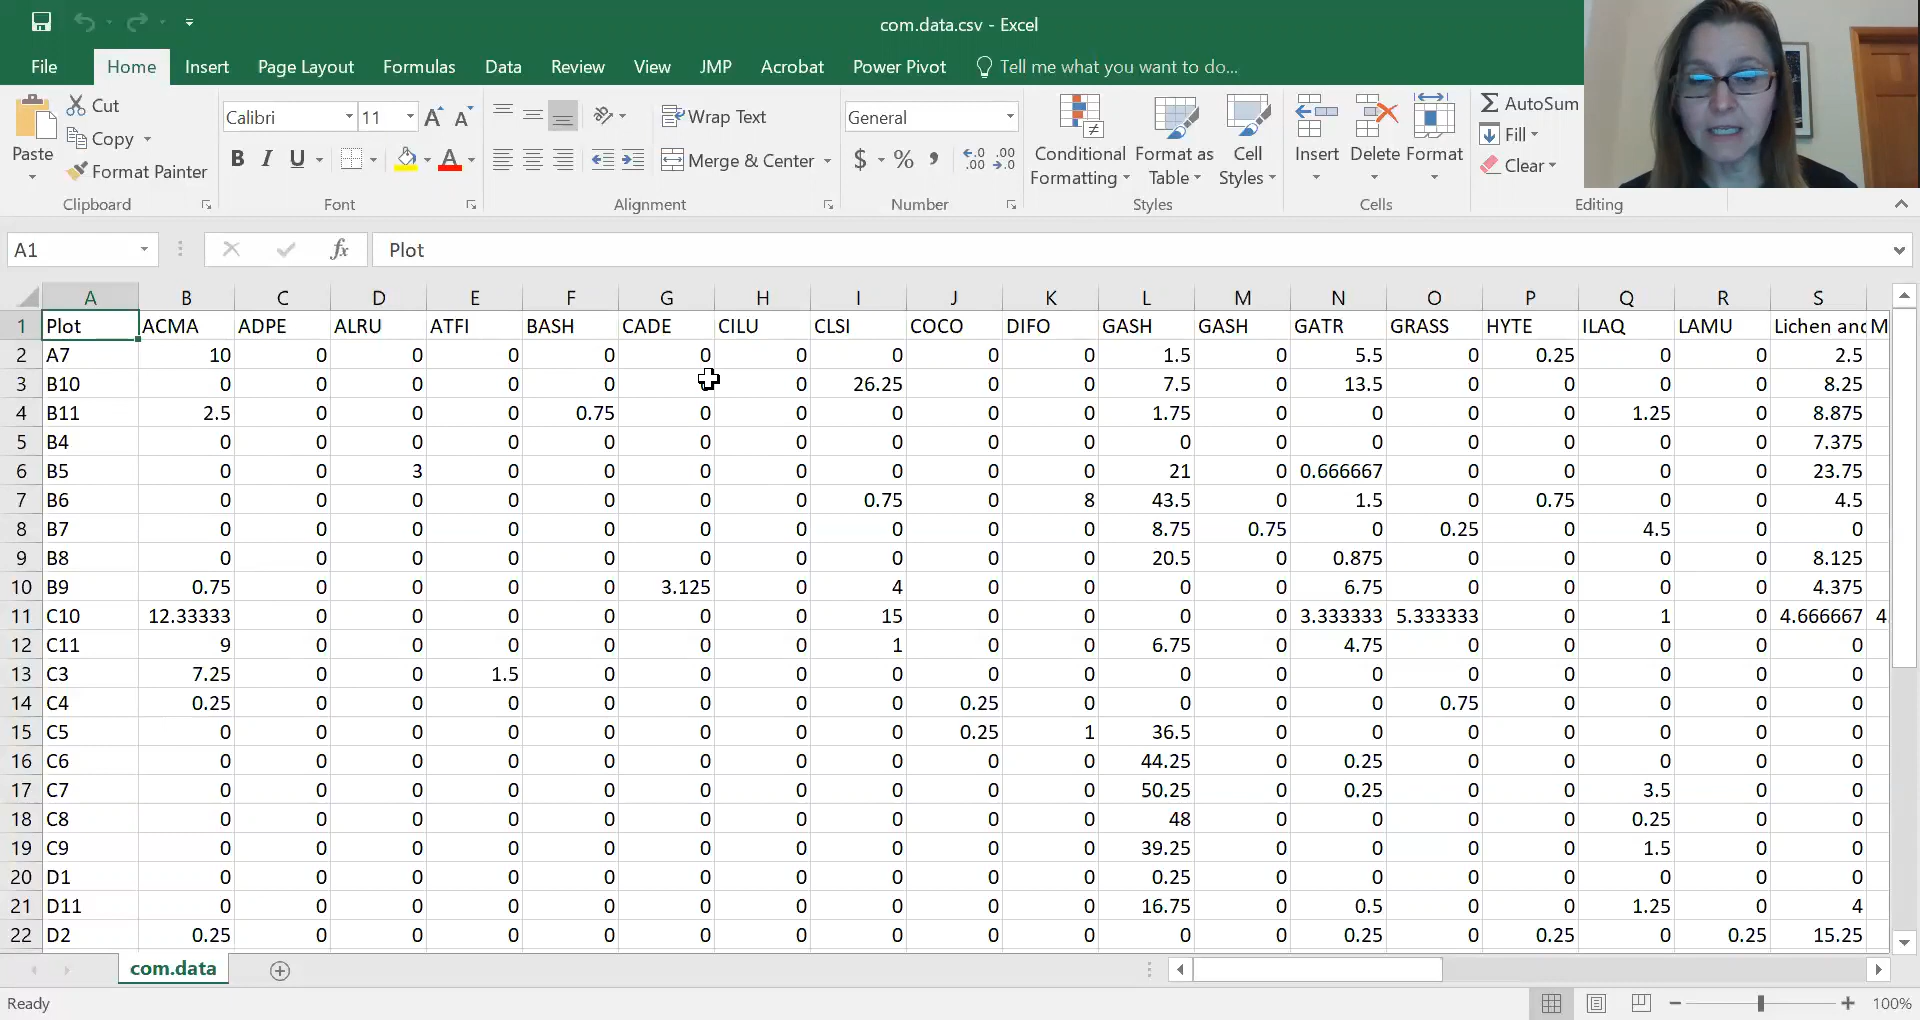 com.data.csv - Excel
File Home Insert Page Layout Formulas Data Review View JMP Acrobat Power Pivot Tell me what you want to do...
Paste Cut Copy Format Painter Clipboard
Calibri 11 A A B I U A Font
Wrap Text Merge & Center Alignment
General $ % , .00 .0 Number
Conditional Formatting Format as Table Cell Styles Styles
Insert Delete Format Cells
AutoSum Fill Clear Editing
A1 fx Plot
A B C D E F G H I J K L M N O P Q R S
1 Plot ACMA ADPE ALRU ATFI BASH CADE CILU CLSI COCO DIFO GASH GASH GATR GRASS HYTE ILAQ LAMU Lichen and M
2 A7 10 0 0 0 0 0 0 0 0 0 1.5 0 5.5 0 0.25 0 0 2.5
3 B10 0 0 0 0 0 0 0 26.25 0 0 7.5 0 13.5 0 0 0 0 8.25
4 B11 2.5 0 0 0 0.75 0 0 0 0 0 1.75 0 0 0 0 1.25 0 8.875
5 B4 0 0 0 0 0 0 0 0 0 0 0 0 0 0 0 0 0 7.375
6 B5 0 0 3 0 0 0 0 0 0 0 21 0 0.666667 0 0 0 0 23.75
7 B6 0 0 0 0 0 0 0 0.75 0 8 43.5 0 1.5 0 0.75 0 0 4.5
8 B7 0 0 0 0 0 0 0 0 0 0 8.75 0.75 0 0.25 0 4.5 0 0
9 B8 0 0 0 0 0 0 0 0 0 0 20.5 0 0.875 0 0 0 0 8.125
10 B9 0.75 0 0 0 0 3.125 0 4 0 0 0 0 6.75 0 0 0 0 4.375
11 C10 12.33333 0 0 0 0 0 0 15 0 0 0 0 3.333333 5.333333 0 1 0 4.666667 4
12 C11 9 0 0 0 0 0 0 1 0 0 6.75 0 4.75 0 0 0 0 0
13 C3 7.25 0 0 1.5 0 0 0 0 0 0 0 0 0 0 0 0 0 0
14 C4 0.25 0 0 0 0 0 0 0 0.25 0 0 0 0 0.75 0 0 0 0
15 C5 0 0 0 0 0 0 0 0 0.25 1 36.5 0 0 0 0 0 0 0
16 C6 0 0 0 0 0 0 0 0 0 0 44.25 0 0.25 0 0 0 0 0
17 C7 0 0 0 0 0 0 0 0 0 0 50.25 0 0.25 0 0 3.5 0 0
18 C8 0 0 0 0 0 0 0 0 0 0 48 0 0 0 0 0.25 0 0
19 C9 0 0 0 0 0 0 0 0 0 0 39.25 0 0 0 0 1.5 0 0
20 D1 0 0 0 0 0 0 0 0 0 0 0.25 0 0 0 0 0 0 0
21 D11 0 0 0 0 0 0 0 0 0 0 16.75 0 0.5 0 0 1.25 0 4
22 D2 0.25 0 0 0 0 0 0 0 0 0 0 0 0.25 0 0.25 0 0.25 15.25
com.data
Ready 100%